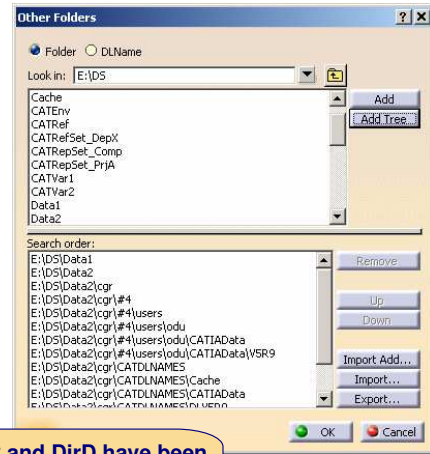 Other Folders
Folder DLName
Look in: E:\DS
Cache
CATEnv
CATRef
CATRefSet_DepX
CATRepSet_Comp
CATRepSet_PrjA
CATVar1
CATVar2
Data1
Data2
Add
Add Tree
Search order:
E:\DS\Data1
E:\DS\Data2
E:\DS\Data2\cgr
E:\DS\Data2\cgr\#4
E:\DS\Data2\cgr\#4\users
E:\DS\Data2\cgr\#4\users\odu
E:\DS\Data2\cgr\#4\users\odu\CATIAData
E:\DS\Data2\cgr\#4\users\odu\CATIAData\V5R9
E:\DS\Data2\cgr\CATDLNAMES
E:\DS\Data2\cgr\CATDLNAMES\Cache
E:\DS\Data2\cgr\CATDLNAMES\CATIAData
Remove
Up
Down
Import Add...
Import...
Export...
OK Cancel
and DirD have been